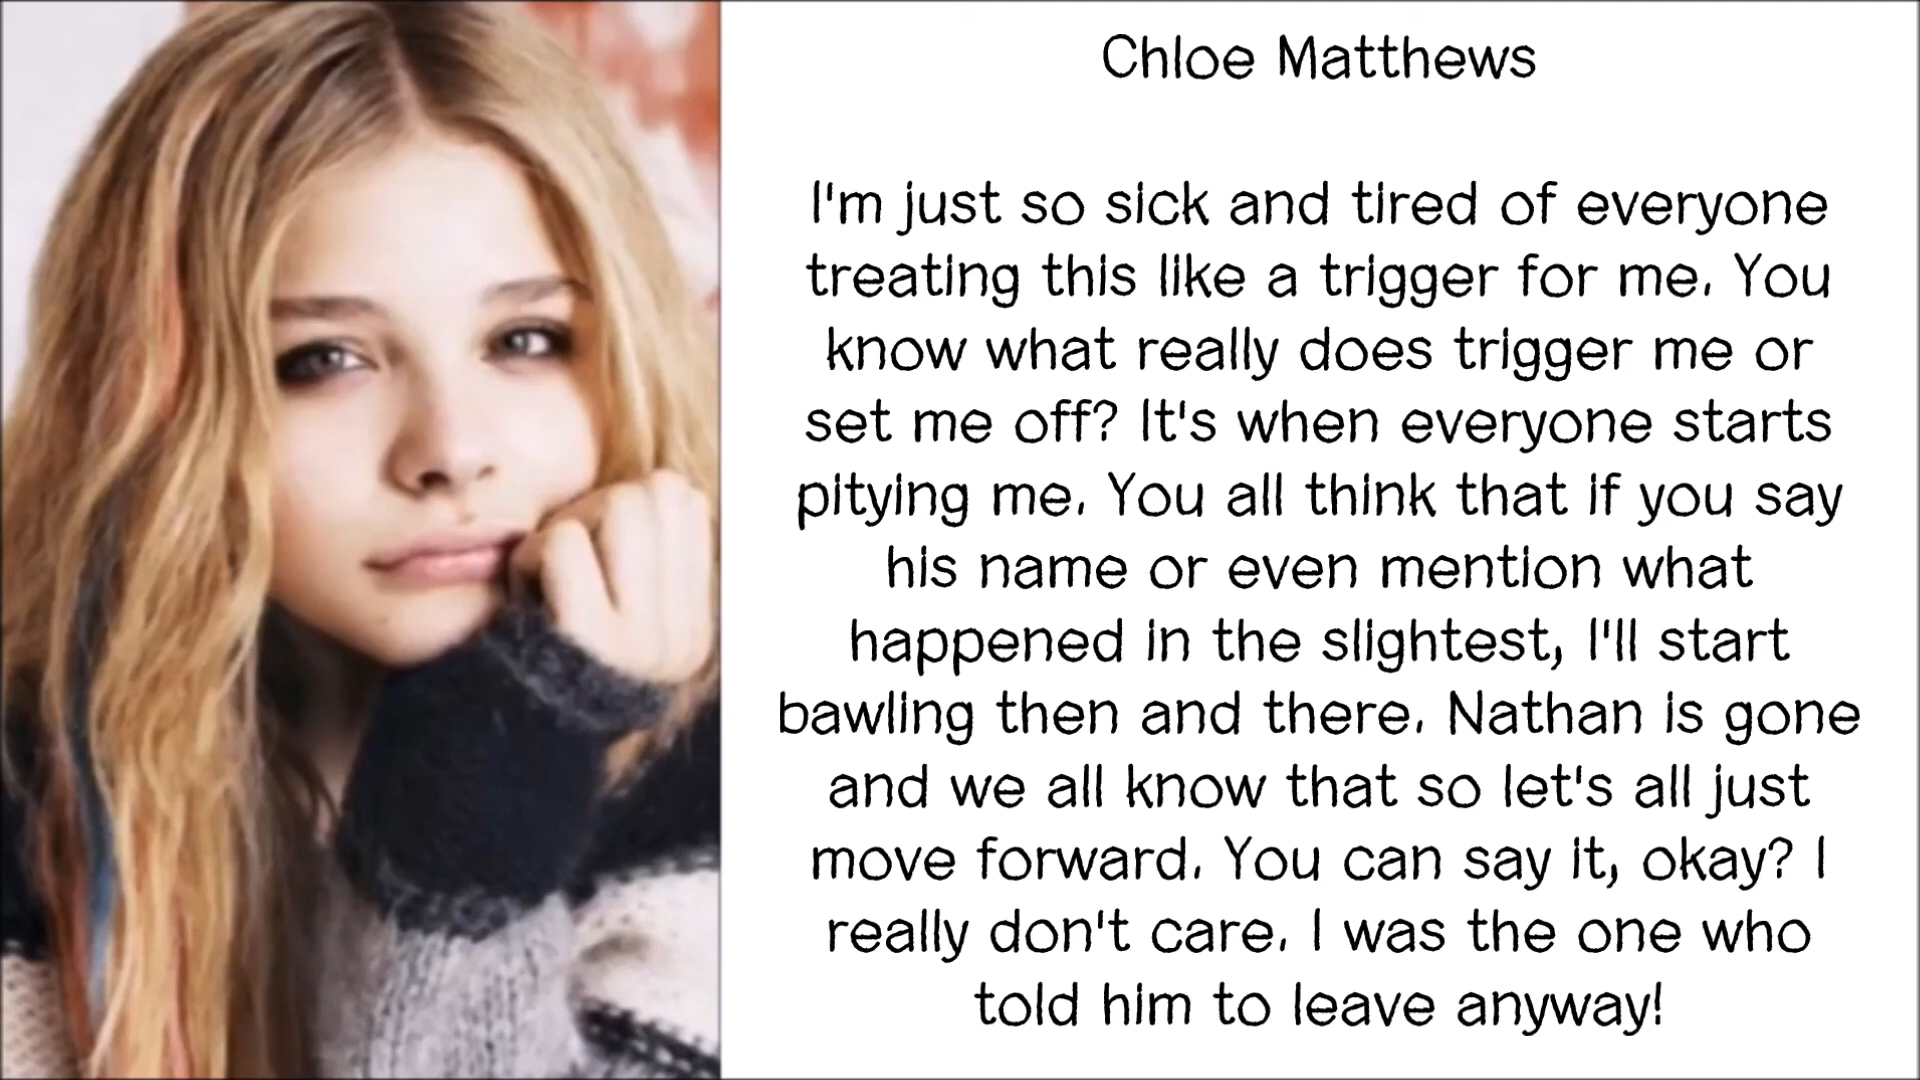 Chloe Matthews
I'm just so sick and tired of everyone
treating this like a trigger for me. You
know what really does trigger me or
set me off? It's when everyone starts
pitying me. You all think that if you say
his name or even mention what
happened in the slightest, I'll start
bawling then and there. Nathan is gone
and we all know that so let's all just
move forward. You can say it, okay? I
really don't care. I was the one who
told him to leave anyway!